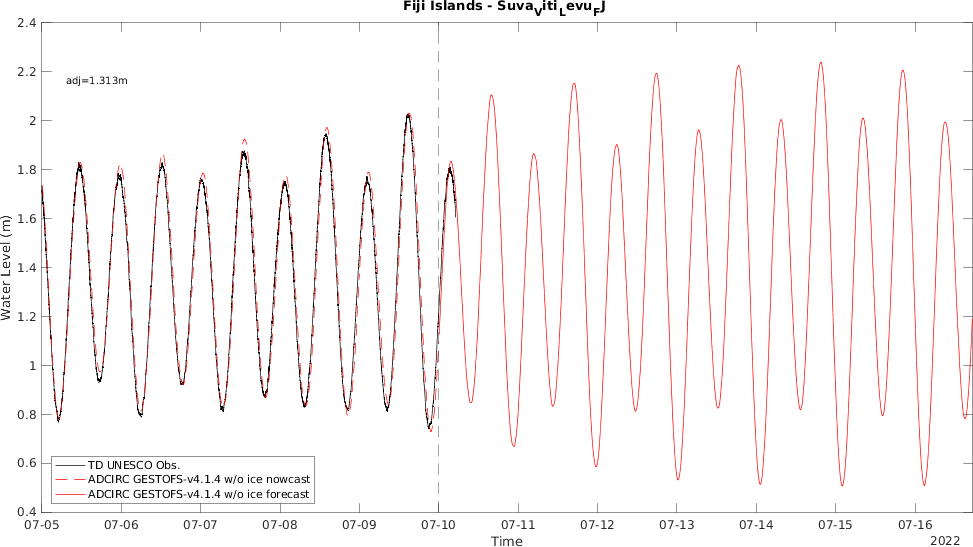 Fiji Islands - SuvaVitiLevuFJ
2.4
2.2
adj=1.313m
2
1.8
1.6
Water Level (m)
1.4
1.2
1
0.8
0.6
0.4
TD UNESCO Obs.
ADCIRC GESTOFS-v4.1.4 w/o ice nowcast
ADCIRC GESTOFS-v4.1.4 w/o ice forecast
07-05 07-06 07-07 07-08 07-09 07-10 07-11 07-12 07-13 07-14 07-15 07-16
Time
2022